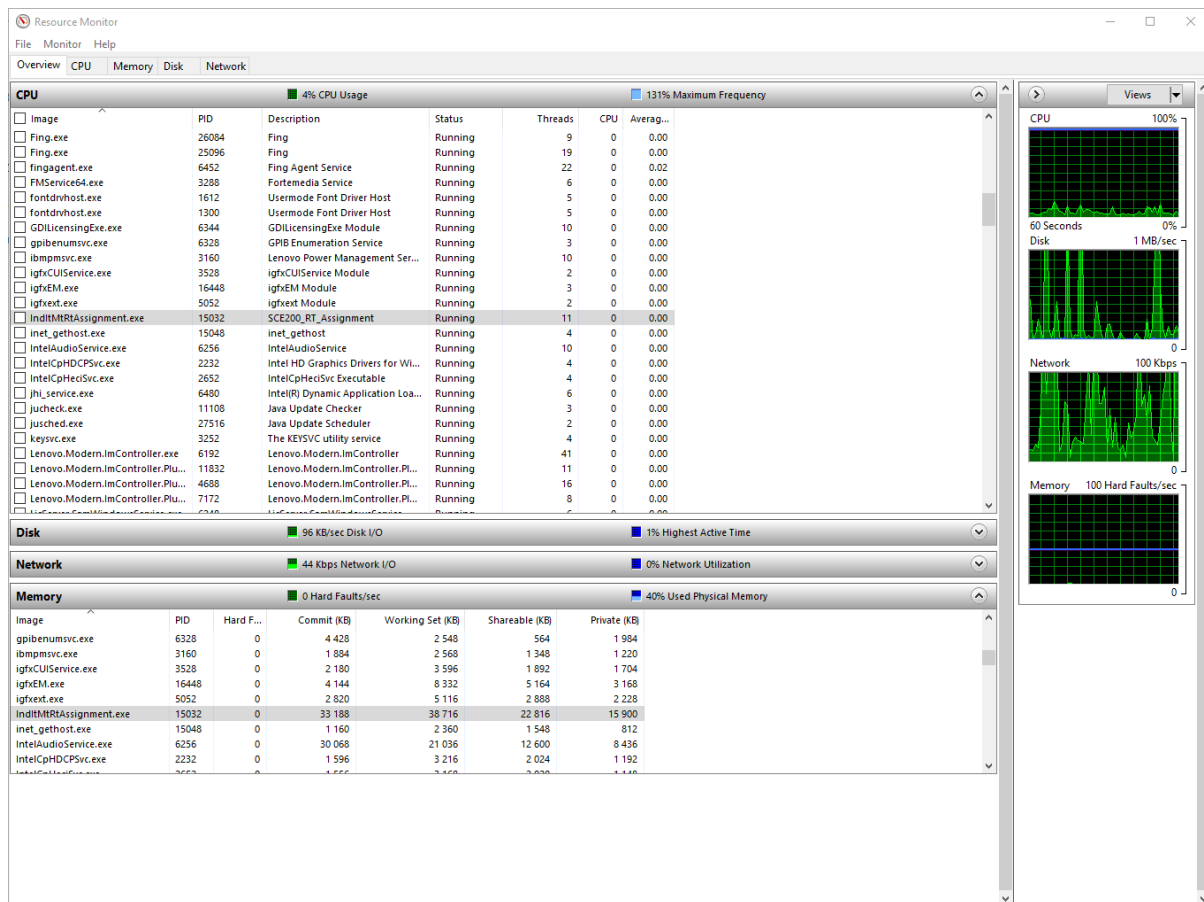 Resource Monitor
File Monitor Help
Overview CPU Memory Disk Network
CPU 4% CPU Usage 131% Maximum Frequency
Image PID Description Status Threads CPU Averag...
Fing.exe 26084 Fing Running 9 0 0.00
Fing.exe 25096 Fing Running 19 0 0.00
fingagent.exe 6452 Fing Agent Service Running 22 0 0.02
FMService64.exe 3288 Fortemedia Service Running 6 0 0.00
fontdrvhost.exe 1612 Usermode Font Driver Host Running 5 0 0.00
fontdrvhost.exe 1300 Usermode Font Driver Host Running 5 0 0.00
GDILicensingExe.exe 6344 GDILicensingExe Module Running 10 0 0.00
gpibenumsvc.exe 6328 GPIB Enumeration Service Running 3 0 0.00
ibmpmsvc.exe 3160 Lenovo Power Management Ser... Running 10 0 0.00
igfxCUIService.exe 3528 igfxCUIService Module Running 2 0 0.00
igfxEM.exe 16448 igfxEM Module Running 3 0 0.00
igfxext.exe 5052 igfxext Module Running 2 0 0.00
IndItMtRtAssignment.exe 15032 SCE200_RT_Assignment Running 11 0 0.00
inet_gethost.exe 15048 inet_gethost Running 4 0 0.00
IntelAudioService.exe 6256 IntelAudioService Running 10 0 0.00
IntelCpHDCPSvc.exe 2232 Intel HD Graphics Drivers for Wi... Running 4 0 0.00
IntelCpHeciSvc.exe 2652 IntelCpHeciSvc Executable Running 4 0 0.00
jhi_service.exe 6480 Intel(R) Dynamic Application Loa... Running 6 0 0.00
jucheck.exe 11108 Java Update Checker Running 3 0 0.00
jusched.exe 27516 Java Update Scheduler Running 2 0 0.00
keysvc.exe 3252 The KEYSVC utility service Running 4 0 0.00
Lenovo.Modern.ImController.exe 6192 Lenovo.Modern.ImController Running 41 0 0.00
Lenovo.Modern.ImController.Plu... 11832 Lenovo.Modern.ImController.Pl... Running 11 0 0.00
Lenovo.Modern.ImController.Plu... 4688 Lenovo.Modern.ImController.Pl... Running 16 0 0.00
Lenovo.Modern.ImController.Plu... 7172 Lenovo.Modern.ImController.Pl... Running 8 0 0.00
Disk 96 KB/sec Disk I/O 1% Highest Active Time
Network 44 Kbps Network I/O 0% Network Utilization
Memory 0 Hard Faults/sec 40% Used Physical Memory
Image PID Hard F... Commit (KB) Working Set (KB) Shareable (KB) Private (KB)
gpibenumsvc.exe 6328 0 4 428 2 548 564 1 984
ibmpmsvc.exe 3160 0 1 884 2 568 1 348 1 220
igfxCUIService.exe 3528 0 2 180 3 596 1 892 1 704
igfxEM.exe 16448 0 4 144 8 332 5 164 3 168
igfxext.exe 5052 0 2 820 5 116 2 888 2 228
IndItMtRtAssignment.exe 15032 0 33 188 38 716 22 816 15 900
inet_gethost.exe 15048 0 1 160 2 360 1 548 812
IntelAudioService.exe 6256 0 30 068 21 036 12 600 8 436
IntelCpHDCPSvc.exe 2232 0 1 596 3 216 2 024 1 192
Views
CPU 100%
60 Seconds 0%
Disk 1 MB/sec
0
Network 100 Kbps
0
Memory 100 Hard Faults/sec
0